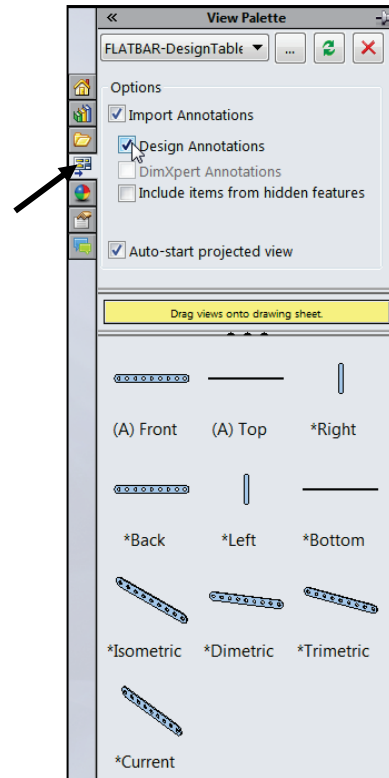 View Palette
FLATBAR-DesignTable
...
Options
Import Annotations
Design Annotations
DimXpert Annotations
Include items from hidden features
Auto-start projected view
Drag views onto drawing sheet.
(A) Front (A) Top *Right
*Back *Left *Bottom
*Isometric *Dimetric *Trimetric
*Current